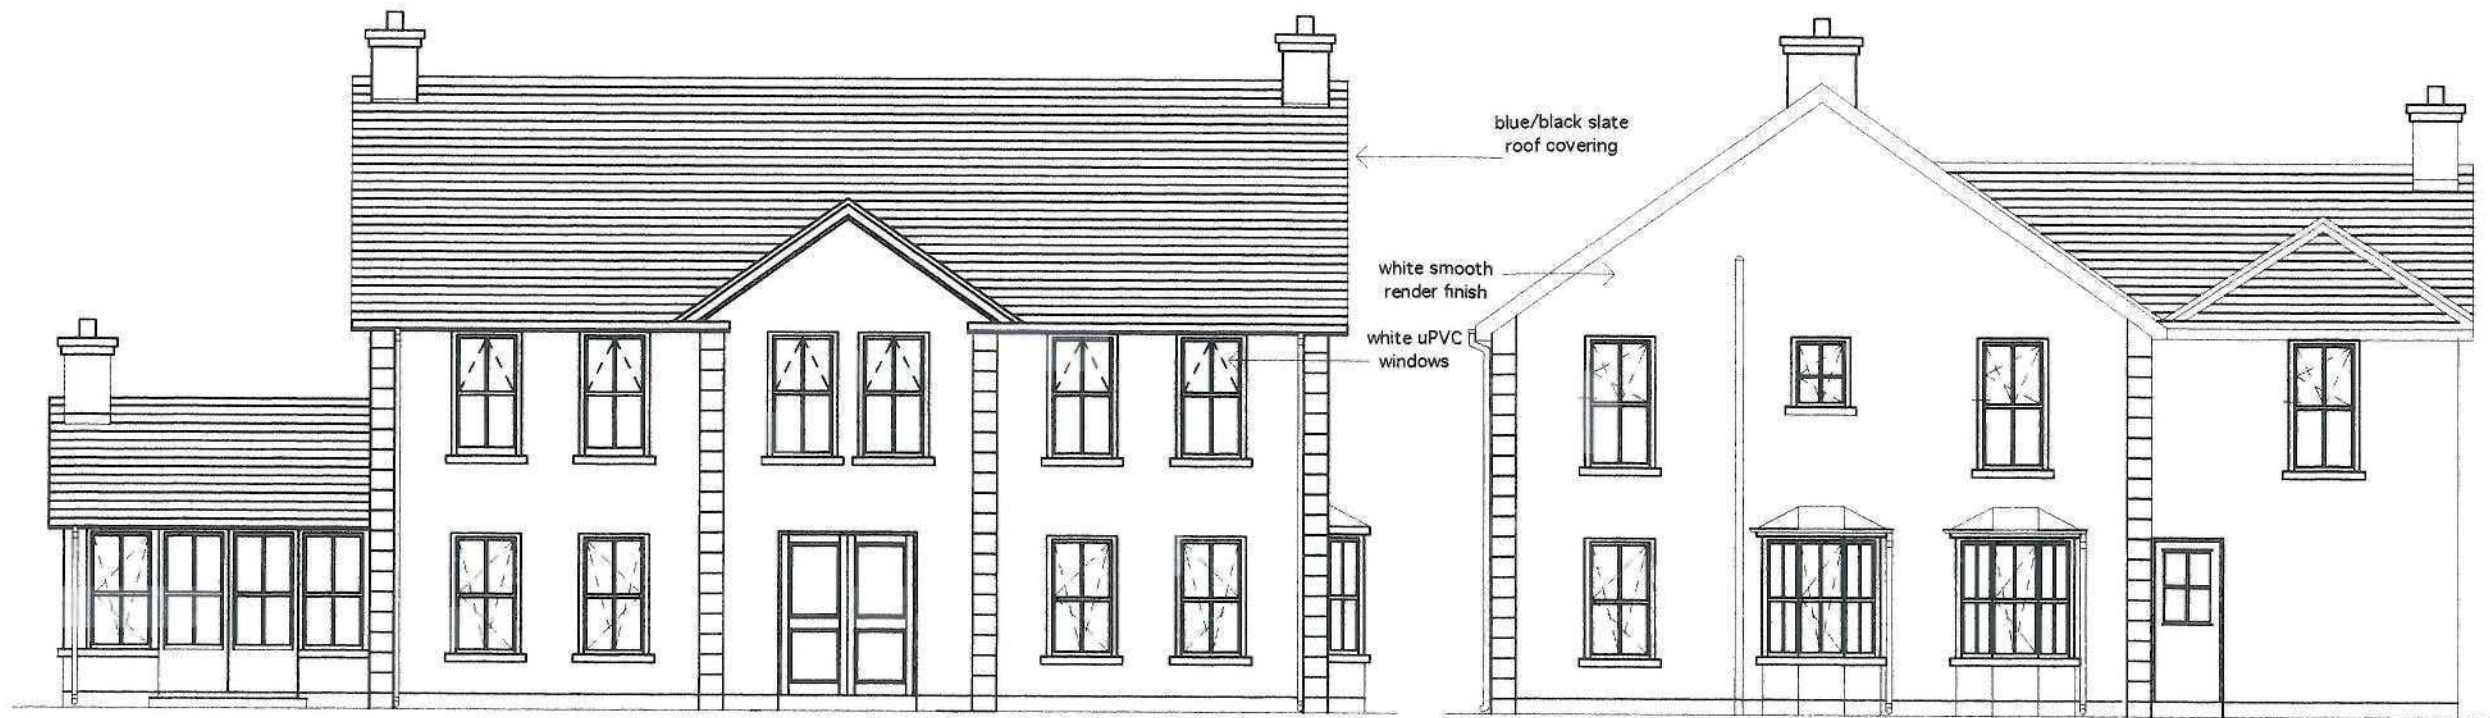 blue/black slate
roof covering
white smooth
render finish
white uPVC
windows